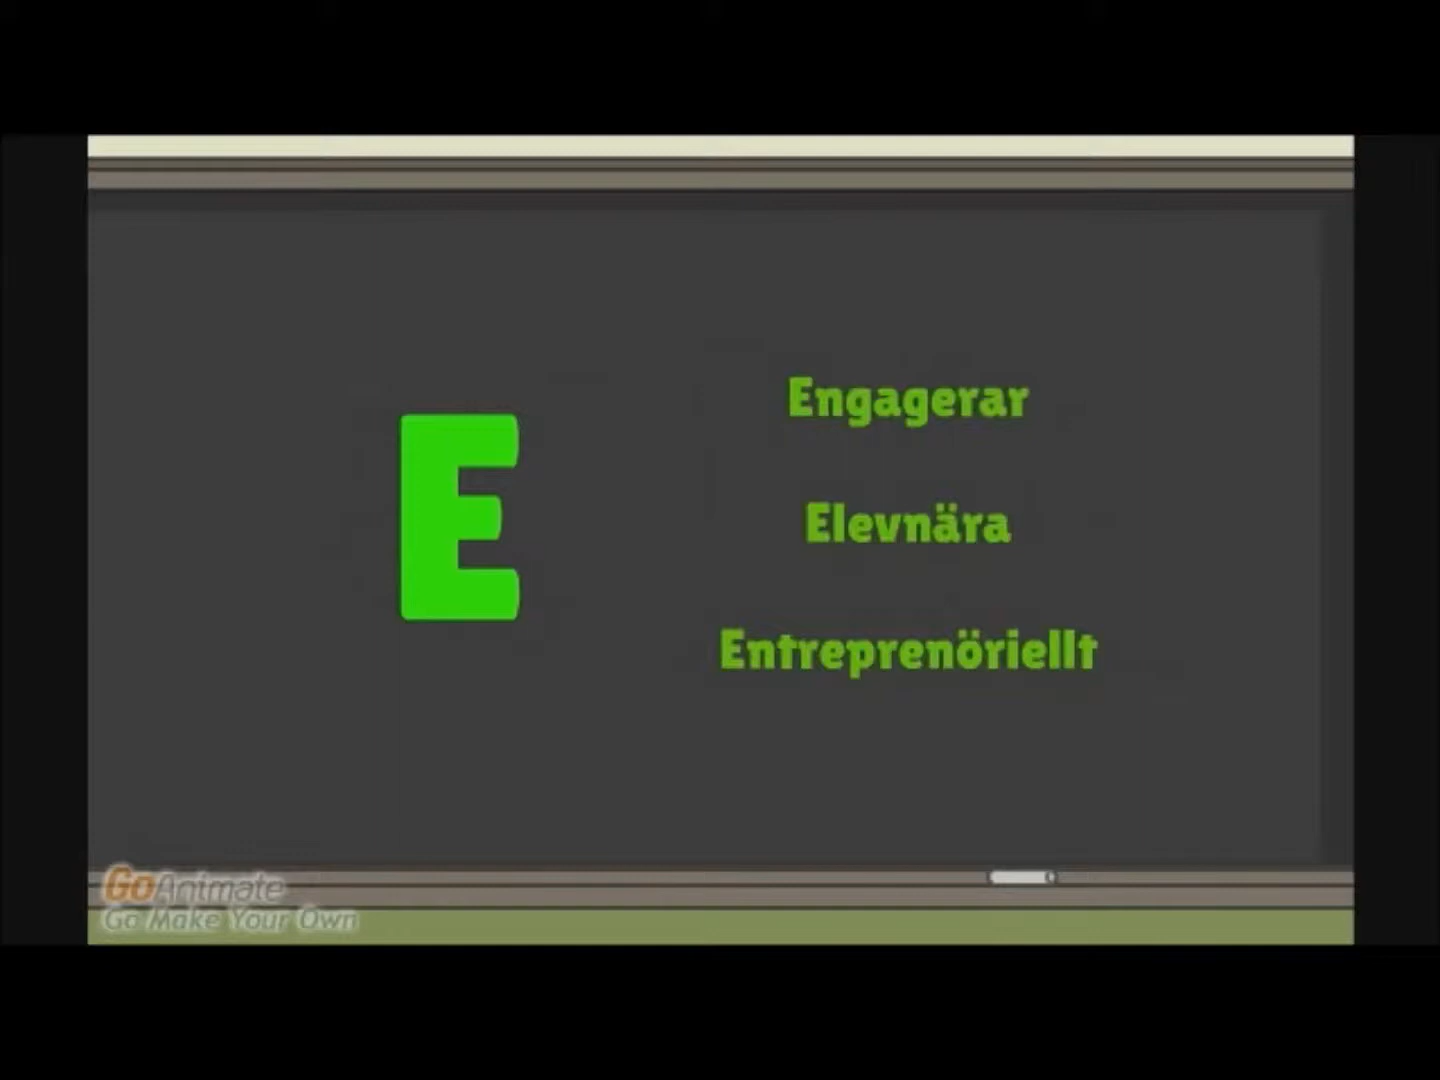 E
Engagerar
Elevnära
Entreprenöriellt
GoAnimate
Go Make Your Own